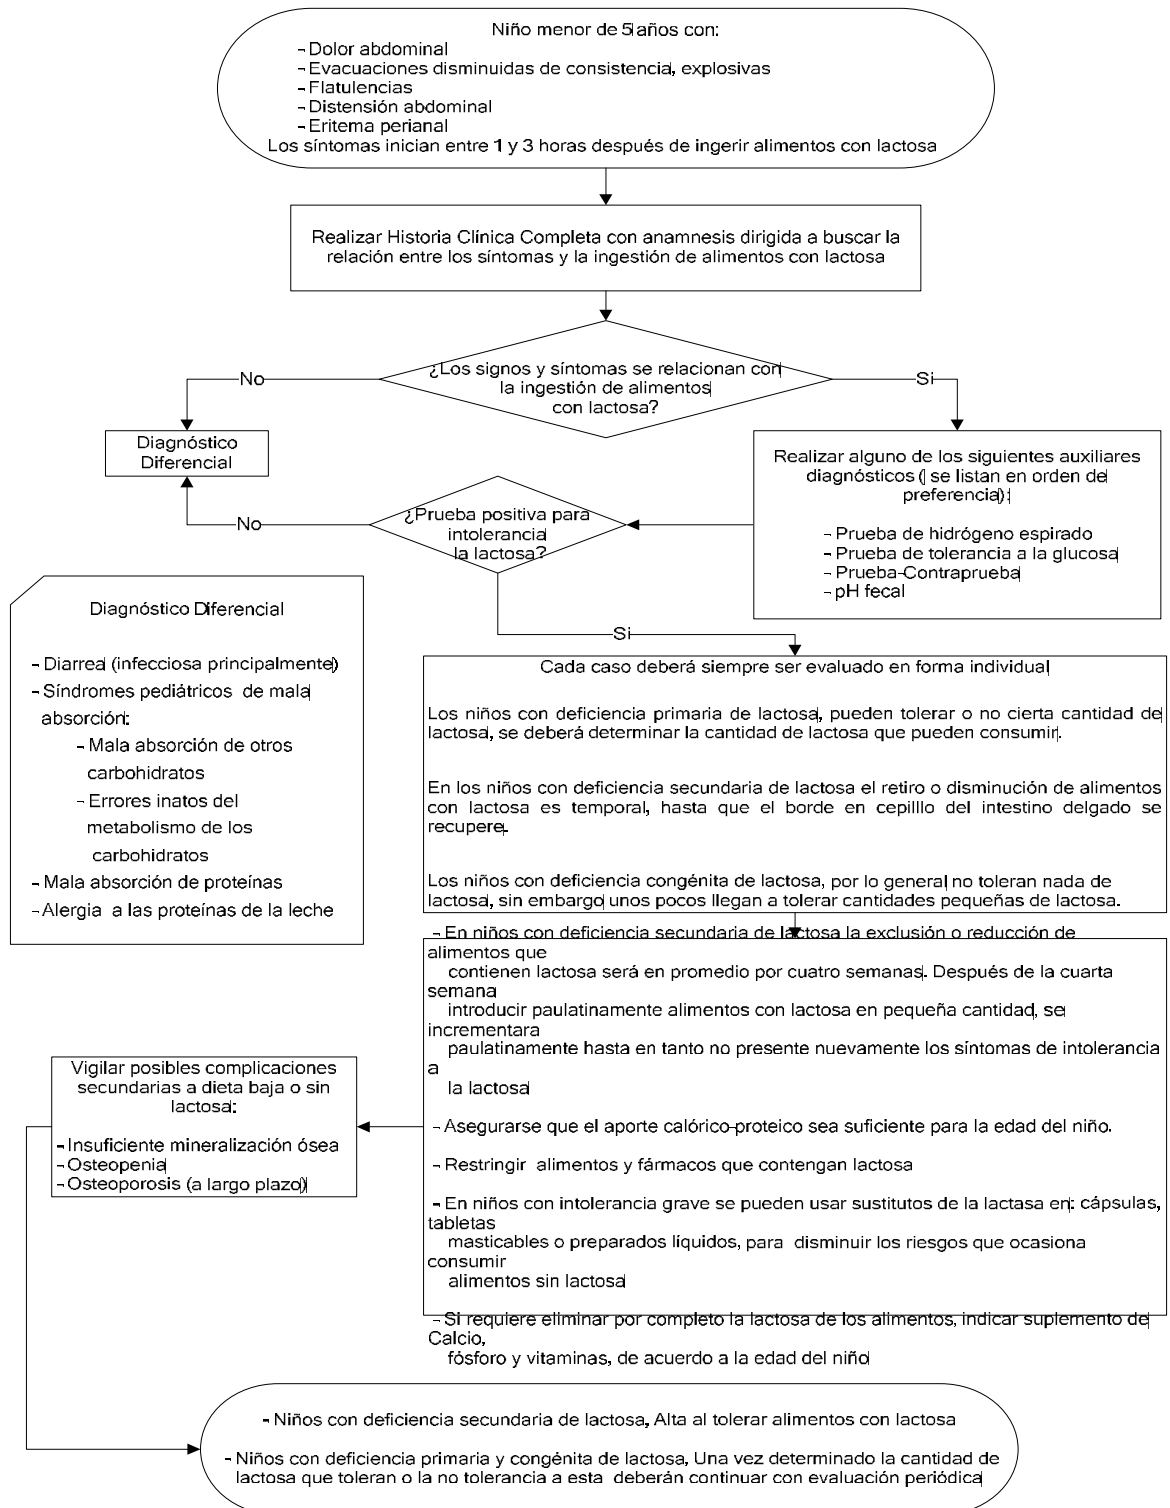 Niño menor de 5 años con:
- Dolor abdominal
- Evacuaciones disminuidas de consistencia, explosivas
- Flatulencias
- Distensión abdominal
- Eritema perianal
Los síntomas inician entre 1 y 3 horas después de ingerir alimentos con lactosa
Realizar Historia Clínica Completa con anamnesis dirigida a buscar la
relación entre los síntomas y la ingestión de alimentos con lactosa
¿Los signos y síntomas se relacionan con
la ingestión de alimentos
con lactosa?
No
Si
Diagnóstico
Diferencial
Realizar alguno de los siguientes auxiliares
diagnósticos ( se listan en orden de
preferencia):
- Prueba de hidrógeno espirado
- Prueba de tolerancia a la glucosa
- Prueba-Contraprueba
- pH fecal
¿Prueba positiva para
intolerancia
la lactosa?
No
Si
Diagnóstico Diferencial
- Diarrea (infecciosa principalmente)
- Síndromes pediátricos de mala
absorción:
- Mala absorción de otros
carbohidratos
- Errores inatos del
metabolismo de los
carbohidratos
- Mala absorción de proteínas
- Alergia a las proteínas de la leche
Cada caso deberá siempre ser evaluado en forma individual
Los niños con deficiencia primaria de lactosa, pueden tolerar o no cierta cantidad de
lactosa, se deberá determinar la cantidad de lactosa que pueden consumir.
En los niños con deficiencia secundaria de lactosa el retiro o disminución de alimentos
con lactosa es temporal, hasta que el borde en cepilllo del intestino delgado se
recupere.
Los niños con deficiencia congénita de lactosa, por lo general no toleran nada de
lactosa, sin embargo unos pocos llegan a tolerar cantidades pequeñas de lactosa.
- En niños con deficiencia secundaria de lactosa la exclusión o reducción de
alimentos que
contienen lactosa será en promedio por cuatro semanas. Después de la cuarta
semana
introducir paulatinamente alimentos con lactosa en pequeña cantidad, se
incrementara
paulatinamente hasta en tanto no presente nuevamente los síntomas de intolerancia
a
la lactosa
- Asegurarse que el aporte calórico-proteico sea suficiente para la edad del niño.
- Restringir alimentos y fármacos que contengan lactosa
- En niños con intolerancia grave se pueden usar sustitutos de la lactasa en: cápsulas,
tabletas
masticables o preparados líquidos, para disminuir los riesgos que ocasiona
consumir
alimentos sin lactosa
- Si requiere eliminar por completo la lactosa de los alimentos, indicar suplemento de
Calcio,
fósforo y vitaminas, de acuerdo a la edad del niño
Vigilar posibles complicaciones
secundarias a dieta baja o sin
lactosa:
- Insuficiente mineralización ósea
- Osteopenia
- Osteoporosis (a largo plazo)
- Niños con deficiencia secundaria de lactosa, Alta al tolerar alimentos con lactosa
- Niños con deficiencia primaria y congénita de lactosa, Una vez determinado la cantidad de
lactosa que toleran o la no tolerancia a esta deberán continuar con evaluación periódica